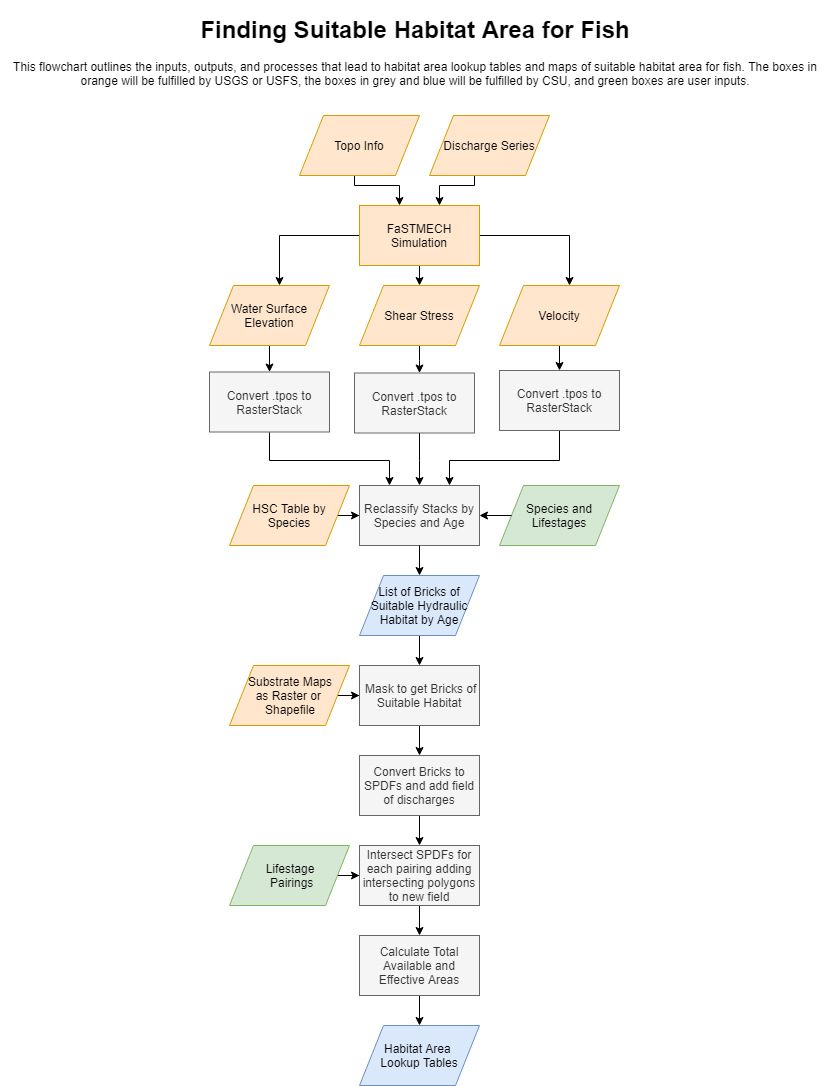 Finding Suitable Habitat Area for Fish
This flowchart outlines the inputs, outputs, and processes that lead to habitat area lookup tables and maps of suitable habitat area for fish. The boxes in
orange will be fulfilled by USGS or USFS, the boxes in grey and blue will be fulfilled by CSU, and green boxes are user inputs.
Topo Info
Discharge Series
FaSTMECH
Simulation
Water Surface
Elevation
Shear Stress
Velocity
Convert .tpos to
RasterStack
Convert .tpos to
RasterStack
Convert .tpos to
RasterStack
HSC Table by
Species
Reclassify Stacks by
Species and Age
Species and
Lifestages
List of Bricks of
Suitable Hydraulic
Habitat by Age
Substrate Maps
as Raster or
Shapefile
Mask to get Bricks of
Suitable Habitat
Convert Bricks to
SPDFs and add field
of discharges
Lifestage
Pairings
Intersect SPDFs for
each pairing adding
intersecting polygons
to new field
Calculate Total
Available and
Effective Areas
Habitat Area
Lookup Tables